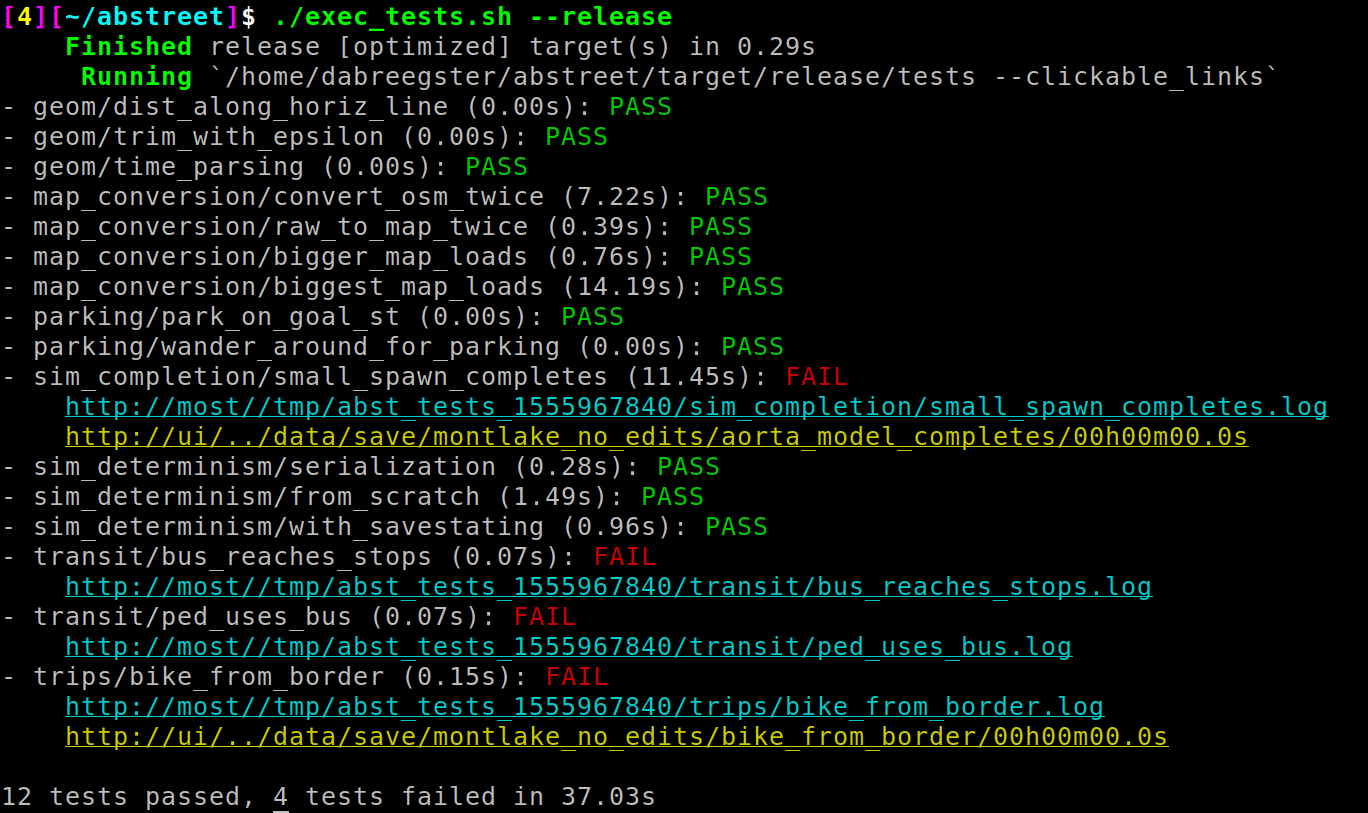 [4][~/abstreet]$ ./exec_tests.sh --release
    Finished release [optimized] target(s) in 0.29s
     Running `/home/dabreegster/abstreet/target/release/tests --clickable_links`
- geom/dist_along_horiz_line (0.00s): PASS
- geom/trim_with_epsilon (0.00s): PASS
- geom/time_parsing (0.00s): PASS
- map_conversion/convert_osm_twice (7.22s): PASS
- map_conversion/raw_to_map_twice (0.39s): PASS
- map_conversion/bigger_map_loads (0.76s): PASS
- map_conversion/biggest_map_loads (14.19s): PASS
- parking/park_on_goal_st (0.00s): PASS
- parking/wander_around_for_parking (0.00s): PASS
- sim_completion/small_spawn_completes (11.45s): FAIL
    http://most//tmp/abst_tests_1555967840/sim_completion/small_spawn_completes.log
    http://ui/../data/save/montlake_no_edits/aorta_model_completes/00h00m00.0s
- sim_determinism/serialization (0.28s): PASS
- sim_determinism/from_scratch (1.49s): PASS
- sim_determinism/with_savestating (0.96s): PASS
- transit/bus_reaches_stops (0.07s): FAIL
    http://most//tmp/abst_tests_1555967840/transit/bus_reaches_stops.log
- transit/ped_uses_bus (0.07s): FAIL
    http://most//tmp/abst_tests_1555967840/transit/ped_uses_bus.log
- trips/bike_from_border (0.15s): FAIL
    http://most//tmp/abst_tests_1555967840/trips/bike_from_border.log
    http://ui/../data/save/montlake_no_edits/bike_from_border/00h00m00.0s
12 tests passed, 4 tests failed in 37.03s